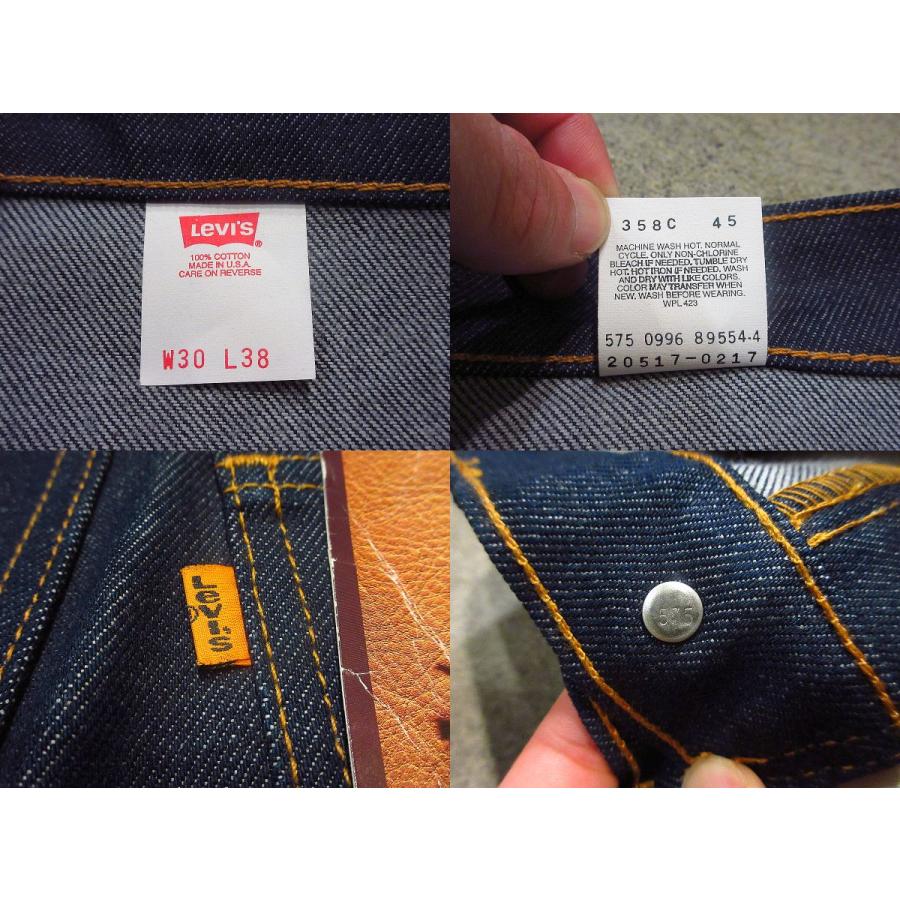 LEVI'S ®
100% COTTON
MADE IN U.S.A.
CARE ON REVERSE
W30 L38
358C 45
MACHINE WASH HOT. NORMAL
CYCLE. ONLY NON-CHLORINE
BLEACH IF NEEDED. TUMBLE DRY
HOT. HOT IRON IF NEEDED. WASH
AND DRY WITH LIKE COLORS.
COLOR MAY TRANSFER WHEN
NEW. WASH BEFORE WEARING.
WPL 423
575 0996 89554-4
20517-0217
LEVI'S ®
575